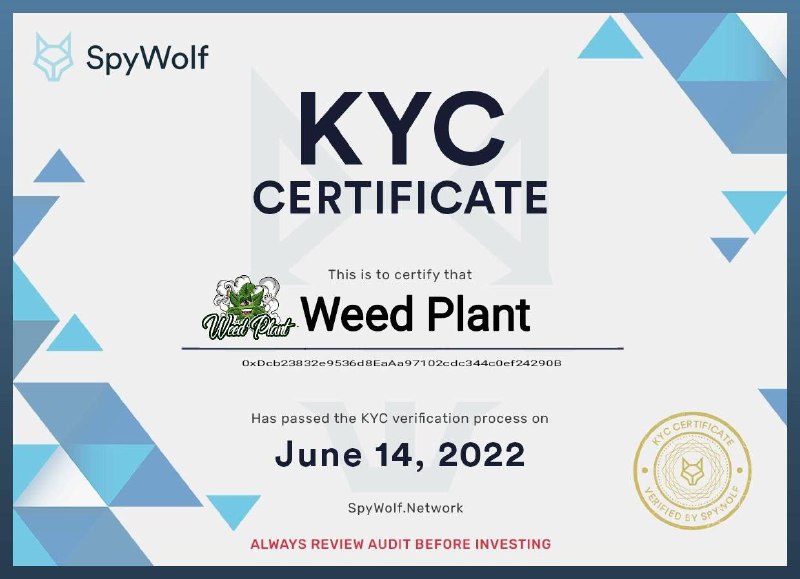 SpyWolf
KYC
CERTIFICATE
This is to certify that
Weed Plant
Weed Plant
0xDcb23832e9536d8EaAa97102cdc344c0ef24290B
Has passed the KYC verification process on
June 14, 2022
KYC CERTIFICATE
VERIFIED BY SPYWOLF
SpyWolf.Network
ALWAYS REVIEW AUDIT BEFORE INVESTING